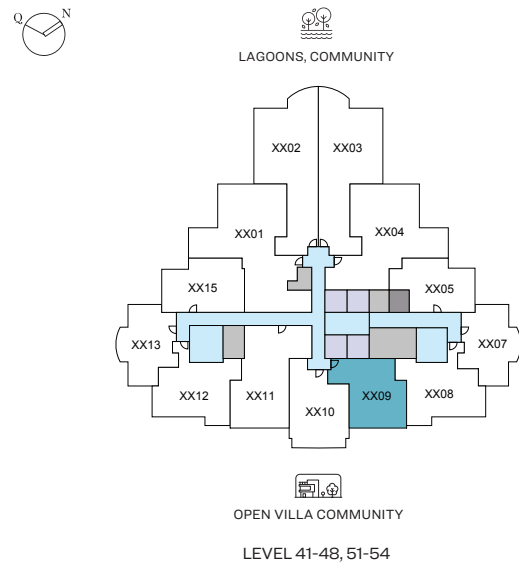 Q N
LAGOONS, COMMUNITY
XX02 XX03
XX01 XX04
XX15 XX05
XX13 XX07
XX12 XX11 XX10 XX09 XX08
OPEN VILLA COMMUNITY
LEVEL 41-48, 51-54